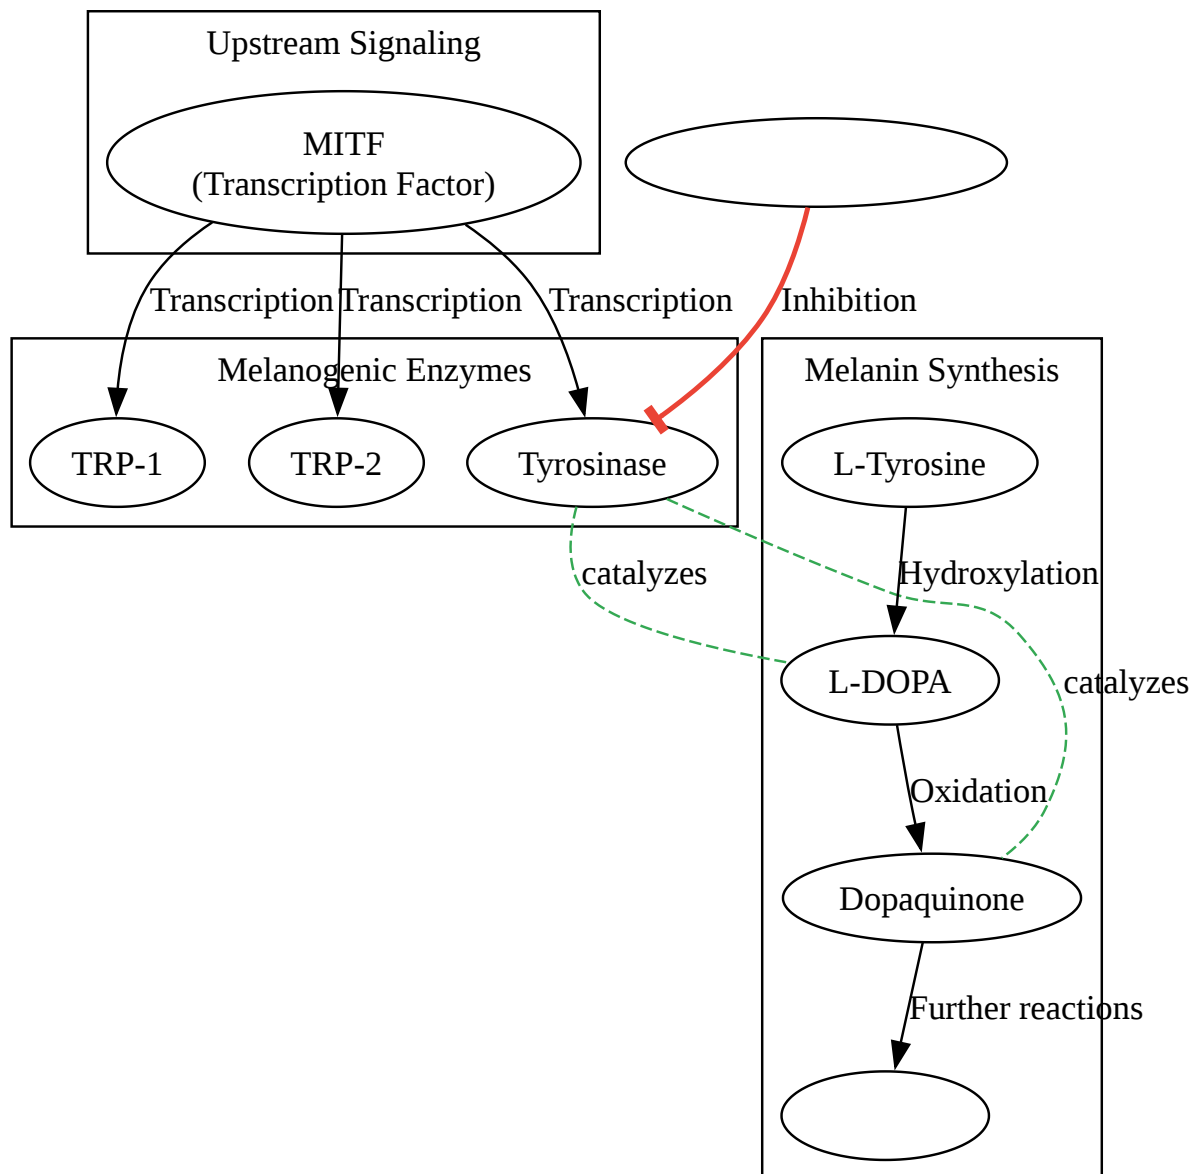 Upstream Signaling
MITF
(Transcription Factor)
Transcription
Transcription
Transcription
Inhibition
Melanogenic Enzymes
Melanin Synthesis
TRP-1
TRP-2
Tyrosinase
L-Tyrosine
catalyzes
Hydroxylation
L-DOPA
catalyzes
Oxidation
Dopaquinone
Further reactions